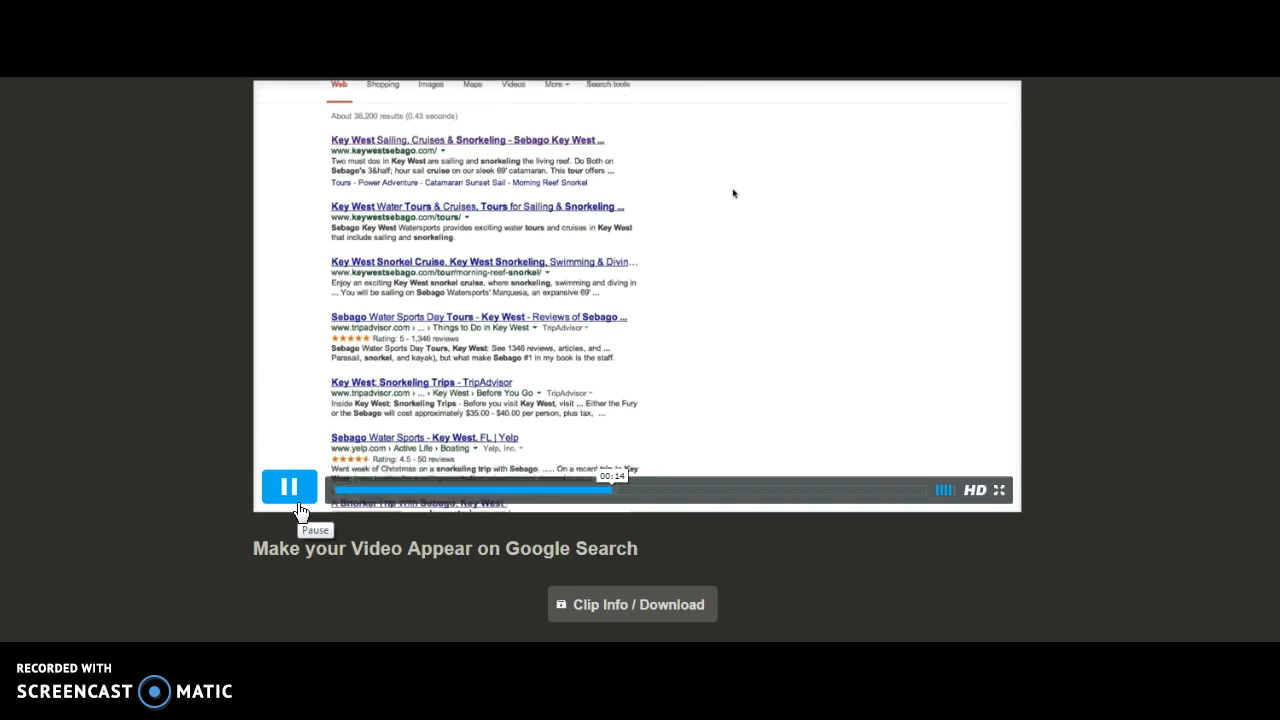 Web Shopping Images Maps Videos More Search tools
About 38,200 results (0.43 seconds)
Key West Sailing, Cruises & Snorkeling - Sebago Key West ...
www.keywestsebago.com/
Two must dos in Key West are sailing and snorkeling the living reef. Do Both on
Sebago's 3&half; hour sail cruise on our sleek 69' catamaran. This tour offers ...
Tours - Power Adventure - Catamaran Sunset Sail - Morning Reef Snorkel
Key West Water Tours & Cruises, Tours for Sailing & Snorkeling ...
www.keywestsebago.com/tours/
Sebago Key West Watersports provides exciting water tours and cruises in Key West
that include sailing and snorkeling.
Key West Snorkel Cruise, Key West Snorkeling, Swimming & Divin...
www.keywestsebago.com/tour/morning-reef-snorkel/
Enjoy an exciting Key West snorkel cruise, where snorkeling, swimming and diving in
... You will be sailing on Sebago Watersports' Marquesa, an expansive 69' ...
Sebago Water Sports Day Tours - Key West - Reviews of Sebago ...
www.tripadvisor.com › ... › Things to Do in Key West TripAdvisor
Rating: 5 - 1,346 reviews
Sebago Water Sports Day Tours, Key West: See 1346 reviews, articles, and ...
Parasail, snorkel, and kayak), but what make Sebago #1 in my book is the staff.
Key West: Snorkeling Trips - TripAdvisor
www.tripadvisor.com › ... › Key West › Before You Go TripAdvisor
Inside Key West: Snorkeling Trips - Before you visit Key West, visit ... Either the Fury
or the Sebago will cost approximately $35.00 - $40.00 per person, plus tax, ...
Sebago Water Sports - Key West, FL | Yelp
www.yelp.com › Active Life › Boating Yelp, Inc.
Rating: 4.5 - 50 reviews
Went week of Christmas on a snorkeling trip with Sebago. ..... On a recent trip to Key
00:14
HD
A Snorkel Trip With Sebago, Key West
Pause
Make your Video Appear on Google Search
Clip Info / Download
RECORDED WITH
SCREENCAST MATIC